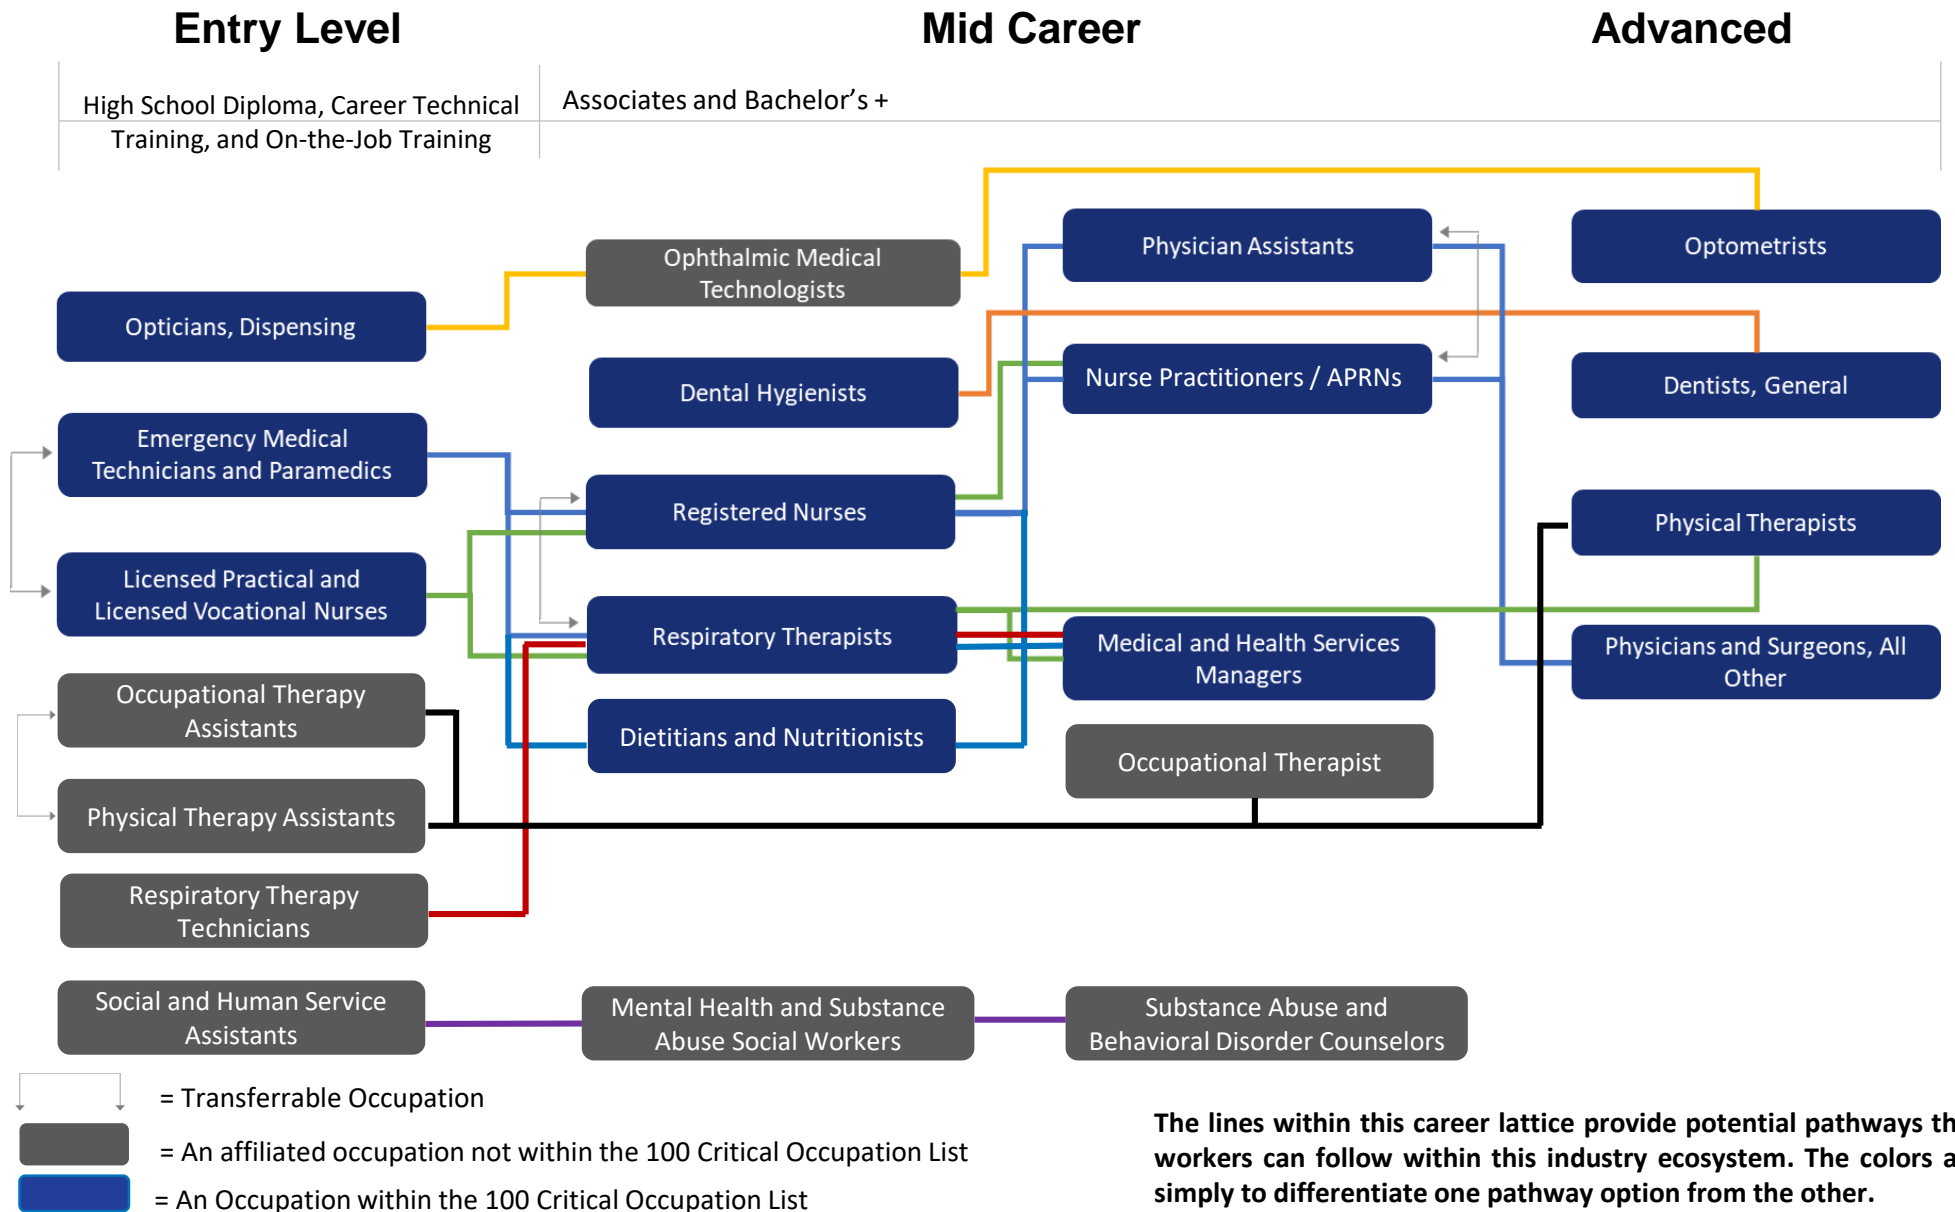 Entry Level
Mid Career
Advanced
High School Diploma, Career Technical
Training, and On-the-Job Training
Associates and Bachelor's +
Opticians, Dispensing
Emergency Medical
Technicians and Paramedics
Licensed Practical and
Licensed Vocational Nurses
Occupational Therapy
Assistants
Physical Therapy Assistants
Respiratory Therapy
Technicians
Social and Human Service
Assistants
Ophthalmic Medical
Technologists
Dental Hygienists
Registered Nurses
Respiratory Therapists
Dietitians and Nutritionists
Mental Health and Substance
Abuse Social Workers
Physician Assistants
Nurse Practitioners / APRNs
Medical and Health Services
Managers
Occupational Therapist
Substance Abuse and
Behavioral Disorder Counselors
Optometrists
Dentists, General
Physical Therapists
Physicians and Surgeons, All
Other
= Transferrable Occupation
= An affiliated occupation not within the 100 Critical Occupation List
= An Occupation within the 100 Critical Occupation List
The lines within this career lattice provide potential pathways th
workers can follow within this industry ecosystem. The colors a
simply to differentiate one pathway option from the other.